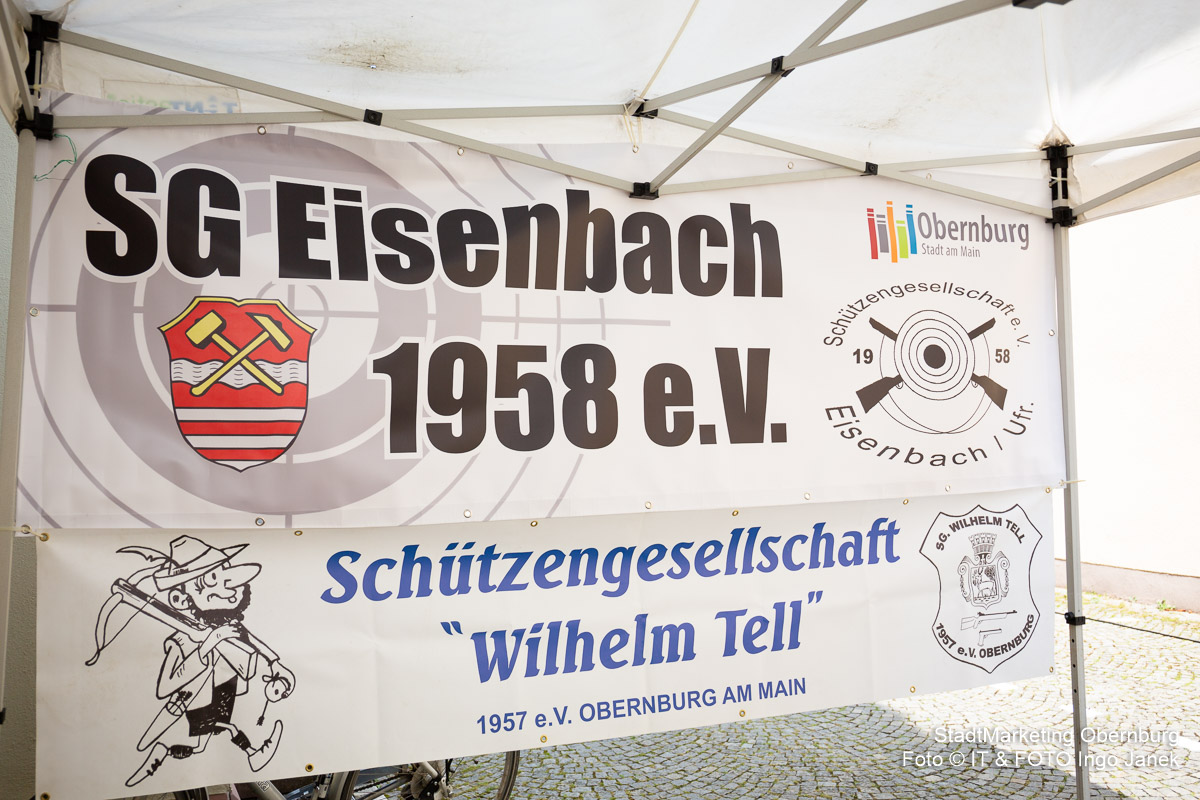 SG Eisenbach
1958 e.V.
Obernburg
Stadt am Main
Schützengesellschaft e. V.
19 58
Eisenbach / Ufr.
Schützengesellschaft
"Wilhelm Tell"
1957 e.V. OBERNBURG AM MAIN
SG. WILHELM TELL
1957 e.V. OBERNBURG
StadtMarketing Obernburg
Foto © IT & FOTO Ingo Janek